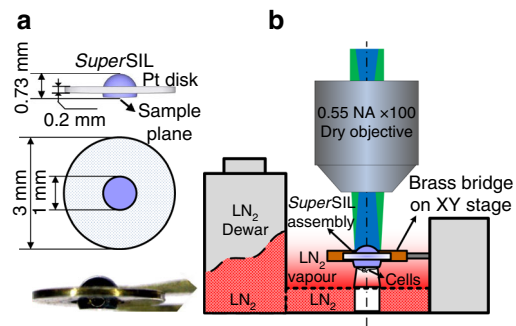 a
SuperSIL
Pt disk
0.73 mm
0.2 mm
Sample
plane
3 mm
1 mm
b
0.55 NA ×100
Dry objective
SuperSIL
assembly
Brass bridge
on XY stage
LN2
Dewar
LN2
vapour
Cells
LN2
LN2